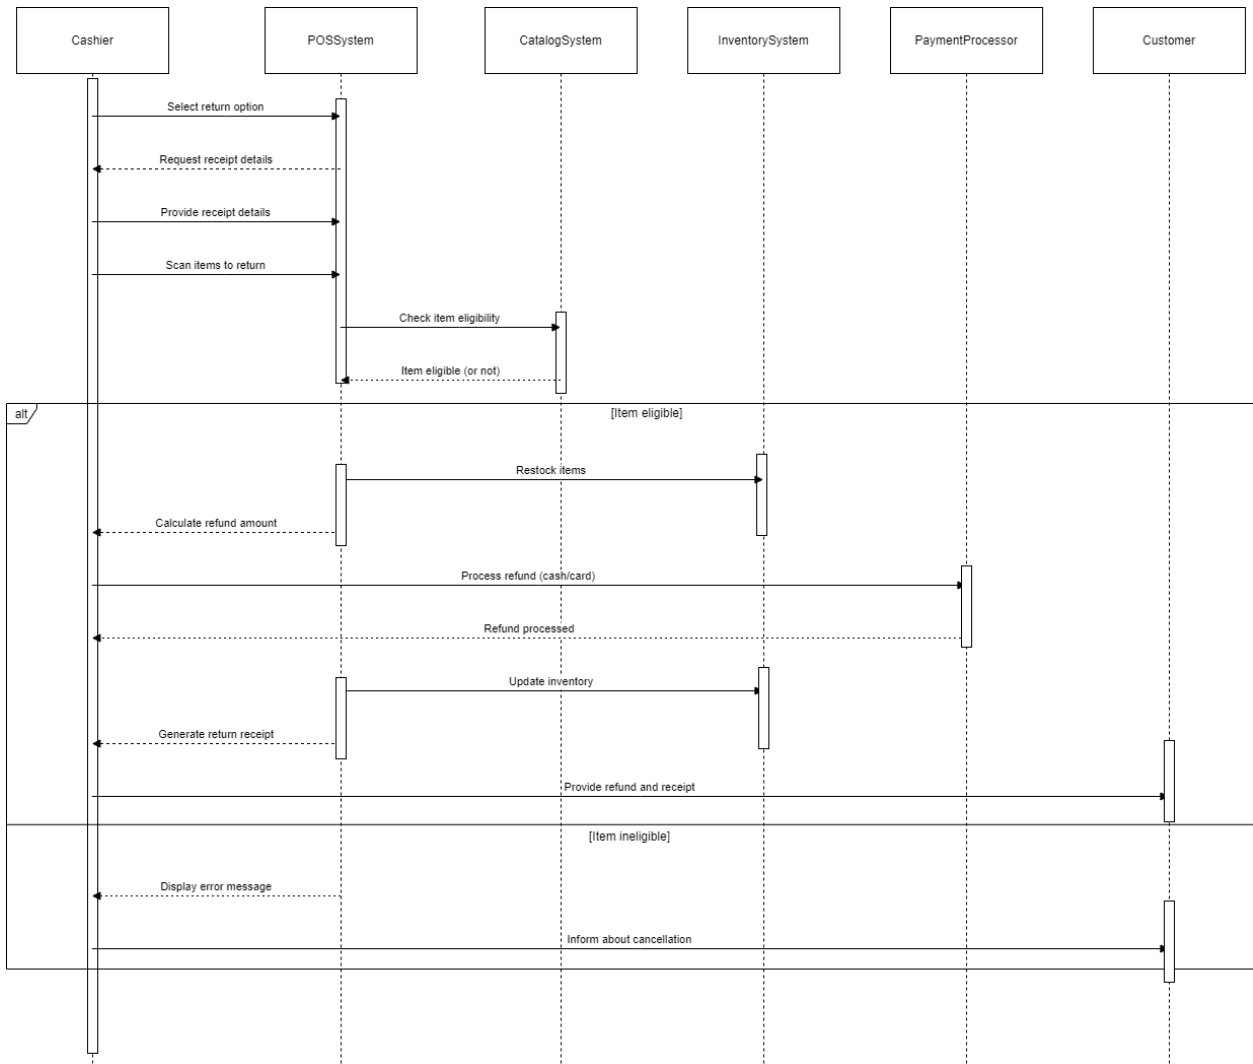 Cashier
POSSystem
CatalogSystem
InventorySystem
PaymentProcessor
Customer
Select return option
Request receipt details
Provide receipt details
Scan items to return
Check item eligibility
Item eligible (or not)
alt
[Item eligible]
Restock items
Calculate refund amount
Process refund (cash/card)
Refund processed
Update inventory
Generate return receipt
Provide refund and receipt
[Item ineligible]
Display error message
Inform about cancellation